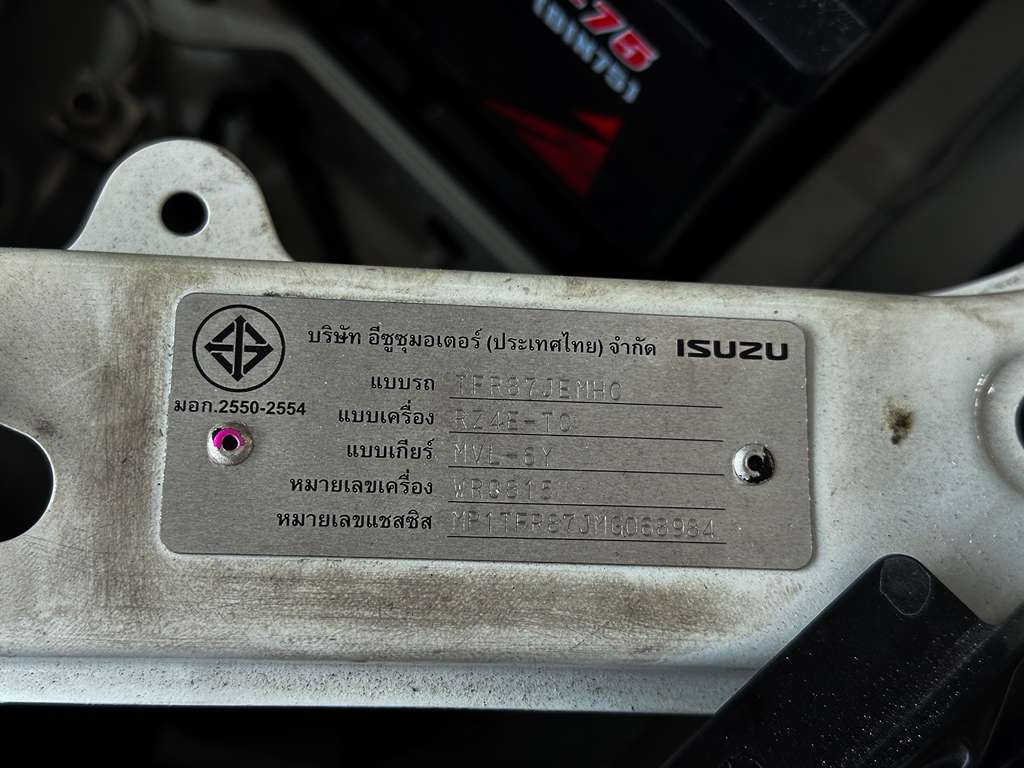 -75
(DIN75)
บริษัท อีซูซุมอเตอร์ (ประเทศไทย) จำกัด ISUZU
มอก.2550-2554
แบบรถ TFR87JEMHC
แบบเครื่อง RZ4E-TC
แบบเกียร์ MVL-6Y
หมายเลขเครื่อง
หมายเลขแชสซิส MP1TFR87JMG068984